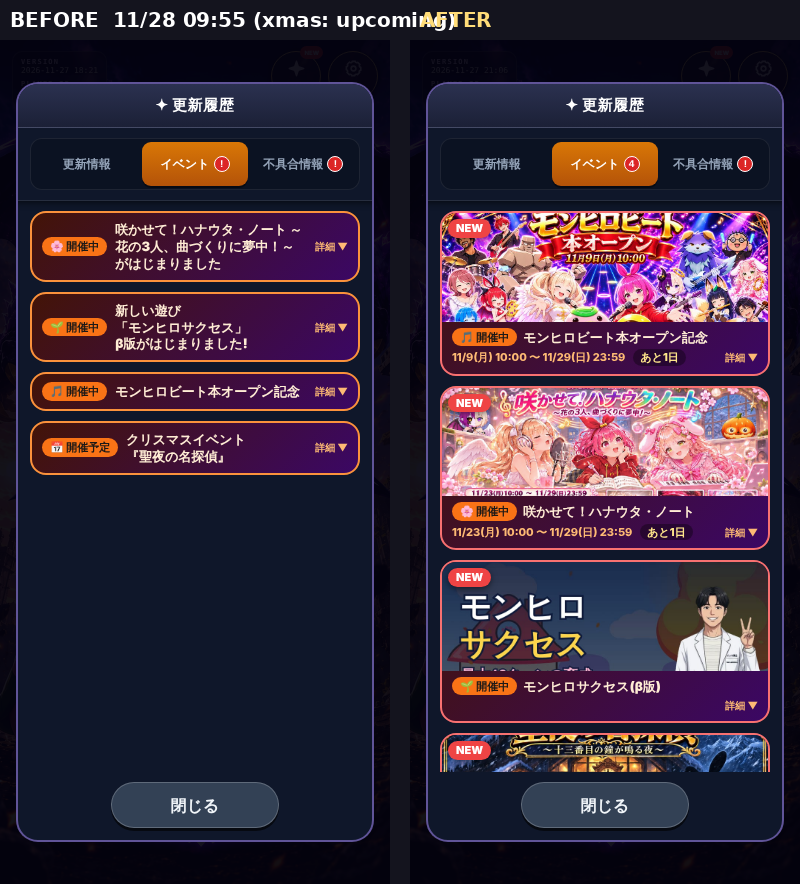 BEFORE 11/28 09:55 (xmas: upcoming)
AFTER
VERSION
✦ 更新履歴
更新情報
イベント !
不具合情報 !
🌸 開催中
咲かせて！ハナウタ・ノート ～
花の3人、曲づくりに夢中！～
がはじまりました
詳細 ▼
🌱 開催中
新しい遊び
「モンヒロサクセス」
β版がはじまりました!
詳細 ▼
🎵 開催中
モンヒロビート本オープン記念
詳細 ▼
📅 開催予定
クリスマスイベント
『聖夜の名探偵』
詳細 ▼
閉じる
VERSION
✦ 更新履歴
更新情報
イベント 4
不具合情報 !
NEW
モンヒロビート
本オープン
11月9日(月)10:00
🎵 開催中 モンヒロビート本オープン記念
11/9(月) 10:00 〜 11/29(日) 23:59 あと1日
詳細 ▼
NEW
咲かせて！ハナウタ・ノート
～花の3人、曲づくりに夢中！～
11/23(月)10:00 ～ 11/29(日)23:59
🌸 開催中 咲かせて！ハナウタ・ノート
11/23(月) 10:00 〜 11/29(日) 23:59 あと1日
詳細 ▼
NEW
モンヒロ
サクセス
🌱 開催中 モンヒロサクセス(β版)
詳細 ▼
NEW
～十三番目の鐘が鳴る夜～
閉じる